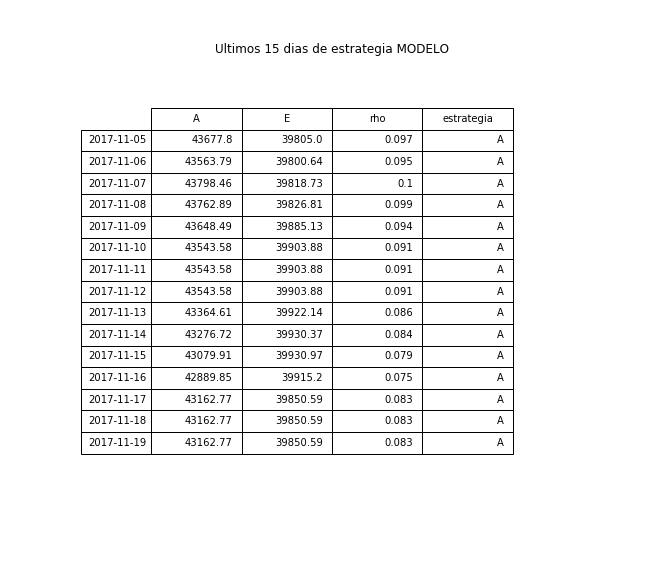 Ultimos 15 dias de estrategia MODELO
A E rho estrategia
2017-11-05 43677.8 39805.0 0.097 A
2017-11-06 43563.79 39800.64 0.095 A
2017-11-07 43798.46 39818.73 0.1 A
2017-11-08 43762.89 39826.81 0.099 A
2017-11-09 43648.49 39885.13 0.094 A
2017-11-10 43543.58 39903.88 0.091 A
2017-11-11 43543.58 39903.88 0.091 A
2017-11-12 43543.58 39903.88 0.091 A
2017-11-13 43364.61 39922.14 0.086 A
2017-11-14 43276.72 39930.37 0.084 A
2017-11-15 43079.91 39930.97 0.079 A
2017-11-16 42889.85 39915.2 0.075 A
2017-11-17 43162.77 39850.59 0.083 A
2017-11-18 43162.77 39850.59 0.083 A
2017-11-19 43162.77 39850.59 0.083 A